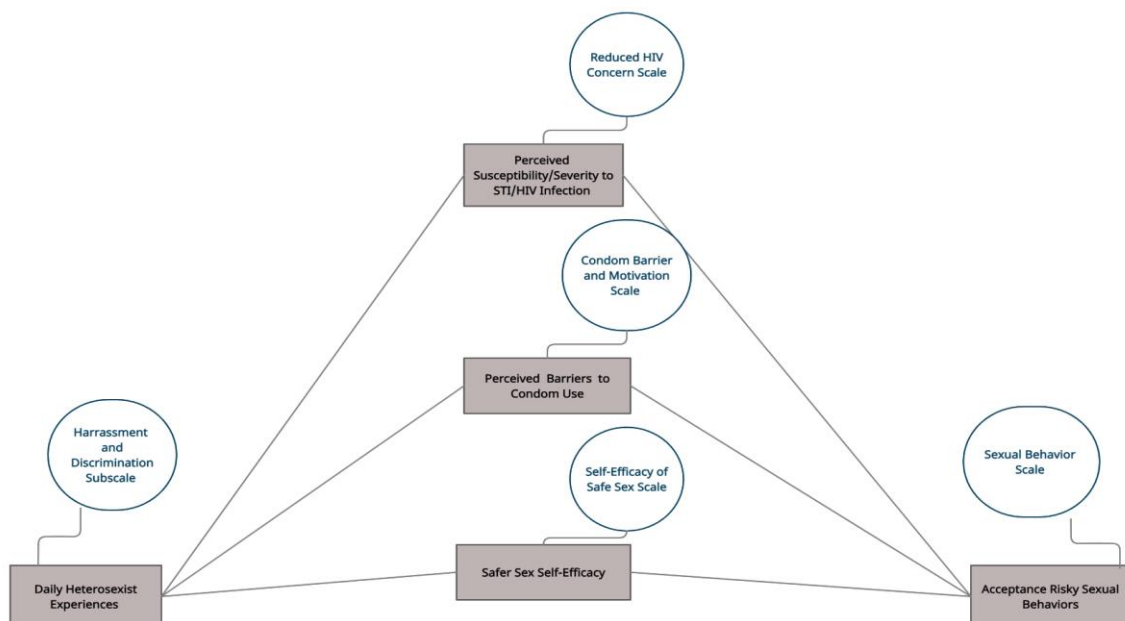 Reduced HIV
Concern Scale
Perceived
Susceptibility/Severity to
STI/HIV Infection
Condom Barrier
and Motivation
Scale
Perceived Barriers to
Condom Use
Harrassment
and
Discrimination
Subscale
Self-Efficacy of
Safe Sex Scale
Sexual Behavior
Scale
Daily Heterosexist
Experiences
Safer Sex Self-Efficacy
Acceptance Risky Sexual
Behaviors